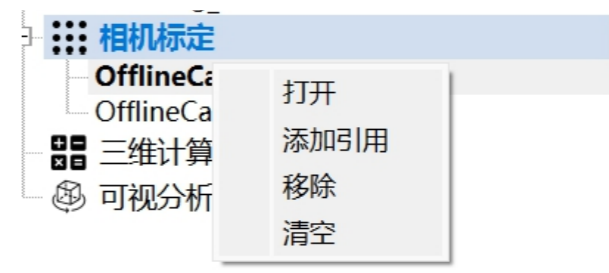 相机标定
OfflineCa
OfflineCa
三维计算
可视分析
打开
添加引用
移除
清空